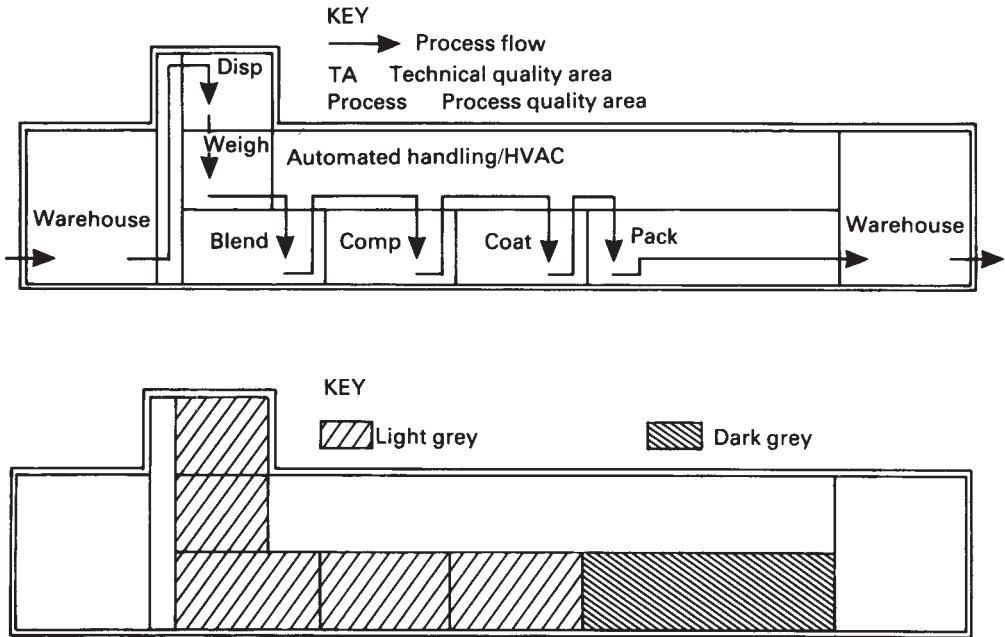 KEY
Process flow
TA Technical quality area
Process Process quality area
Disp
Weigh
Automated handling/HVAC
Warehouse
Blend
Comp
Coat
Pack
Warehouse
KEY
Light grey
Dark grey